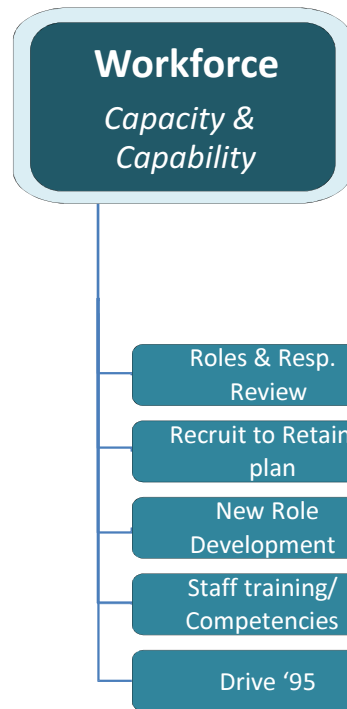 Workforce
Capacity &
Capability
Roles & Resp.
Review
Recruit to Retain
plan
New Role
Development
Staff training/
Competencies
Drive ‘95